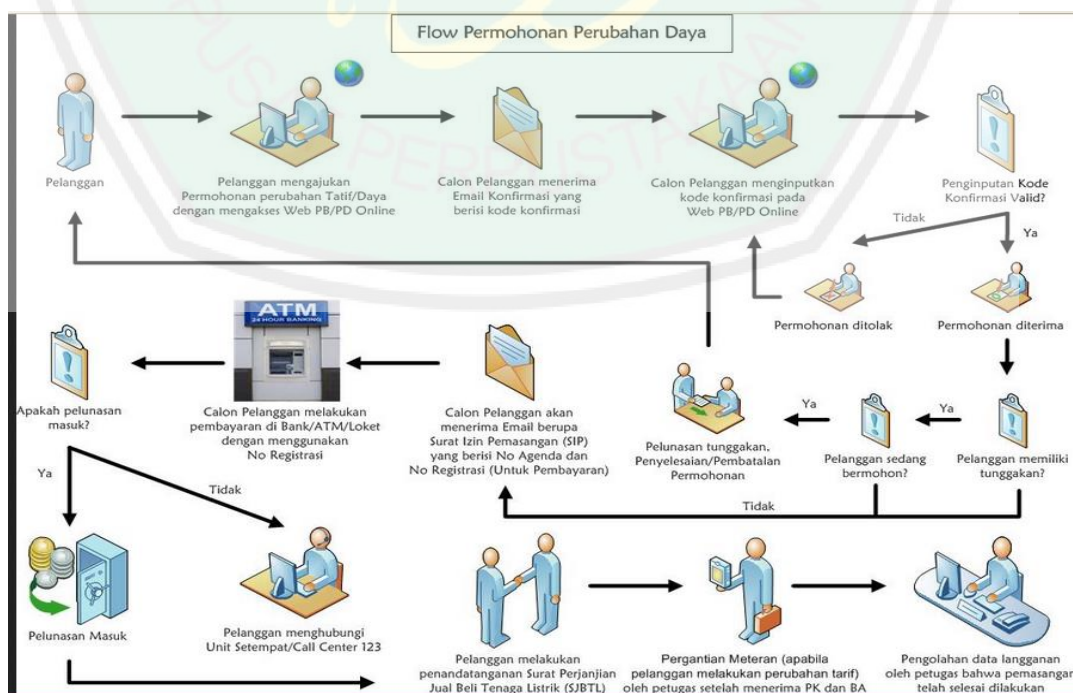 Flow Permohonan Perubahan Daya
PUSAT PERPUSTAKAAN
Pelanggan
Pelanggan mengajukan
Permohonan perubahan Tatif/Daya
dengan mengakses Web PB/PD Online
Calon Pelanggan menerima
Email Konfirmasi yang
berisi kode konfirmasi
Calon Pelanggan menginputkan
kode konfirmasi pada
Web PB/PD Online
Penginputan Kode
Konfirmasi Valid?
Tidak
Ya
Permohonan ditolak
Permohonan diterima
Pelanggan memiliki
tunggakan?
Ya
Pelanggan sedang
bermohon?
Ya
Pelunasan tunggakan,
Penyelesaian/Pembatalan
Permohonan
Tidak
Calon Pelanggan akan
menerima Email berupa
Surat Izin Pemasangan (SIP)
yang berisi No Agenda dan
No Registrasi (Untuk Pembayaran)
ATM
24 HOUR BANKING
Calon Pelanggan melakukan
pembayaran di Bank/ATM/Loket
dengan menggunakan
No Registrasi
Apakah pelunasan
masuk?
Ya
Tidak
Pelunasan Masuk
Pelanggan menghubungi
Unit Setempat/Call Center 123
Pelanggan melakukan
penandatanganan Surat Perjanjian
Jual Beli Tenaga Listrik (SJBTL)
Pergantian Meteran (apabila
pelanggan melakukan perubahan tarif)
oleh petugas setelah menerima PK dan BA
Pengolahan data langganan
oleh petugas bahwa pemasangan
telah selesai dilakukan